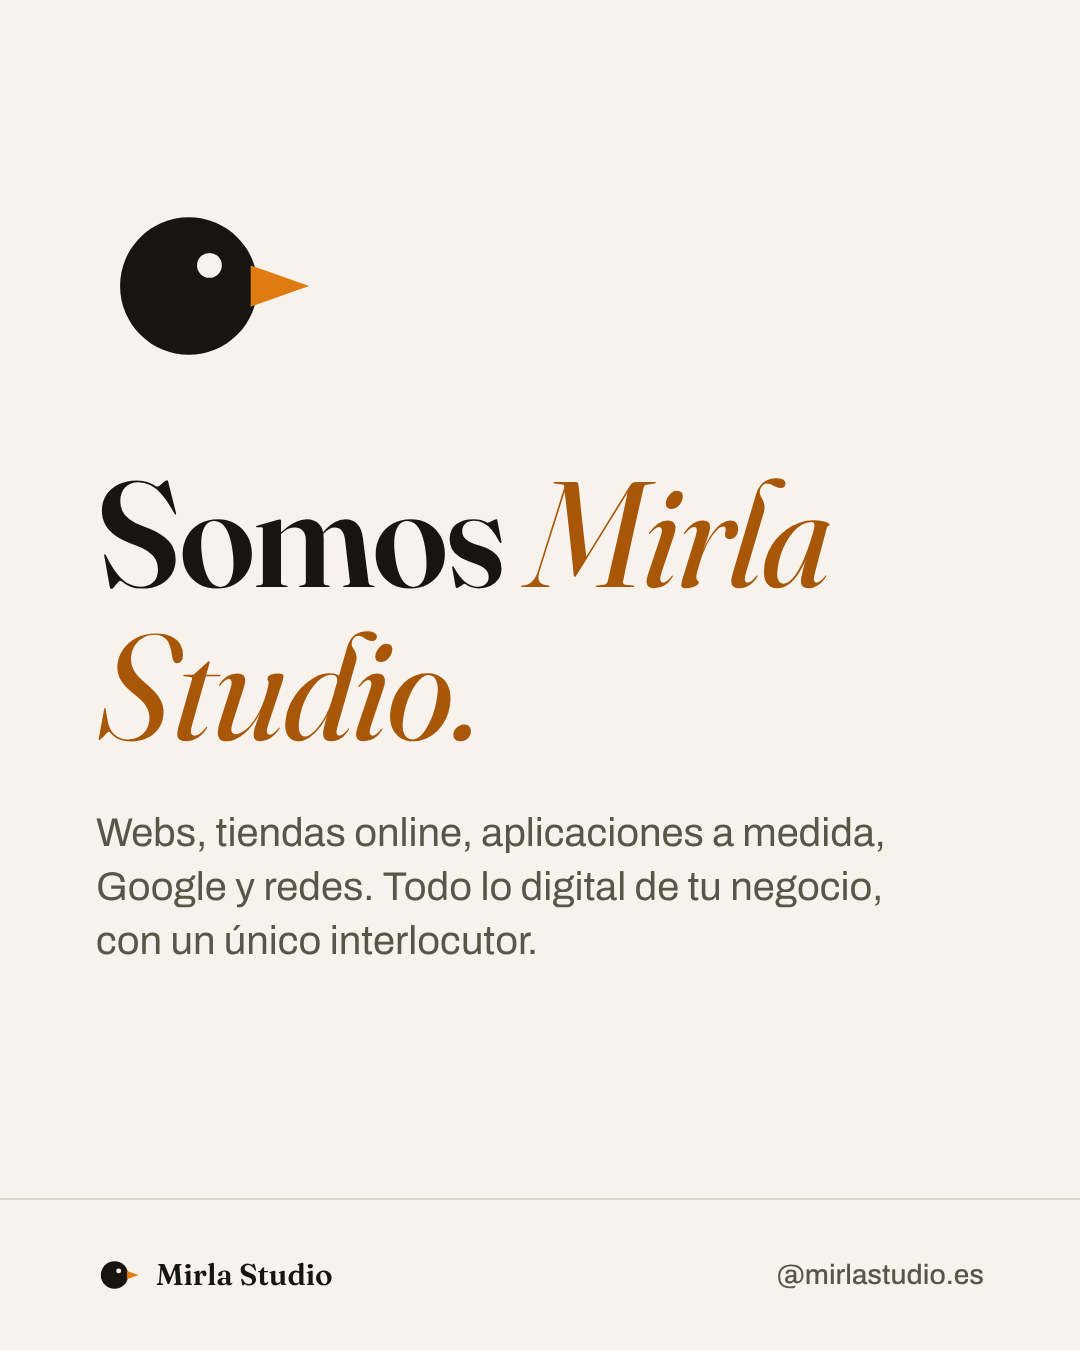 Somos Mirla
Studio.
Webs, tiendas online, aplicaciones a medida,
Google y redes. Todo lo digital de tu negocio,
con un único interlocutor.
Mirla Studio
@mirlastudio.es